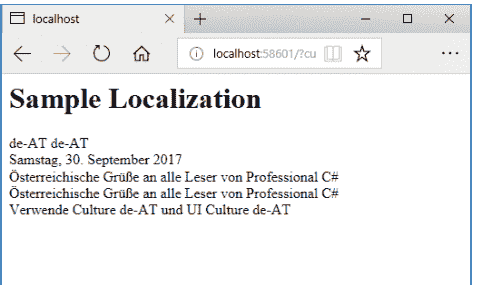 localhost
localhost:58601/?cu
Sample Localization
de-AT de-AT
Samstag, 30. September 2017
Österreichische Grüße an alle Leser von Professional C#
Österreichische Grüße an alle Leser von Professional C#
Verwende Culture de-AT und UI Culture de-AT